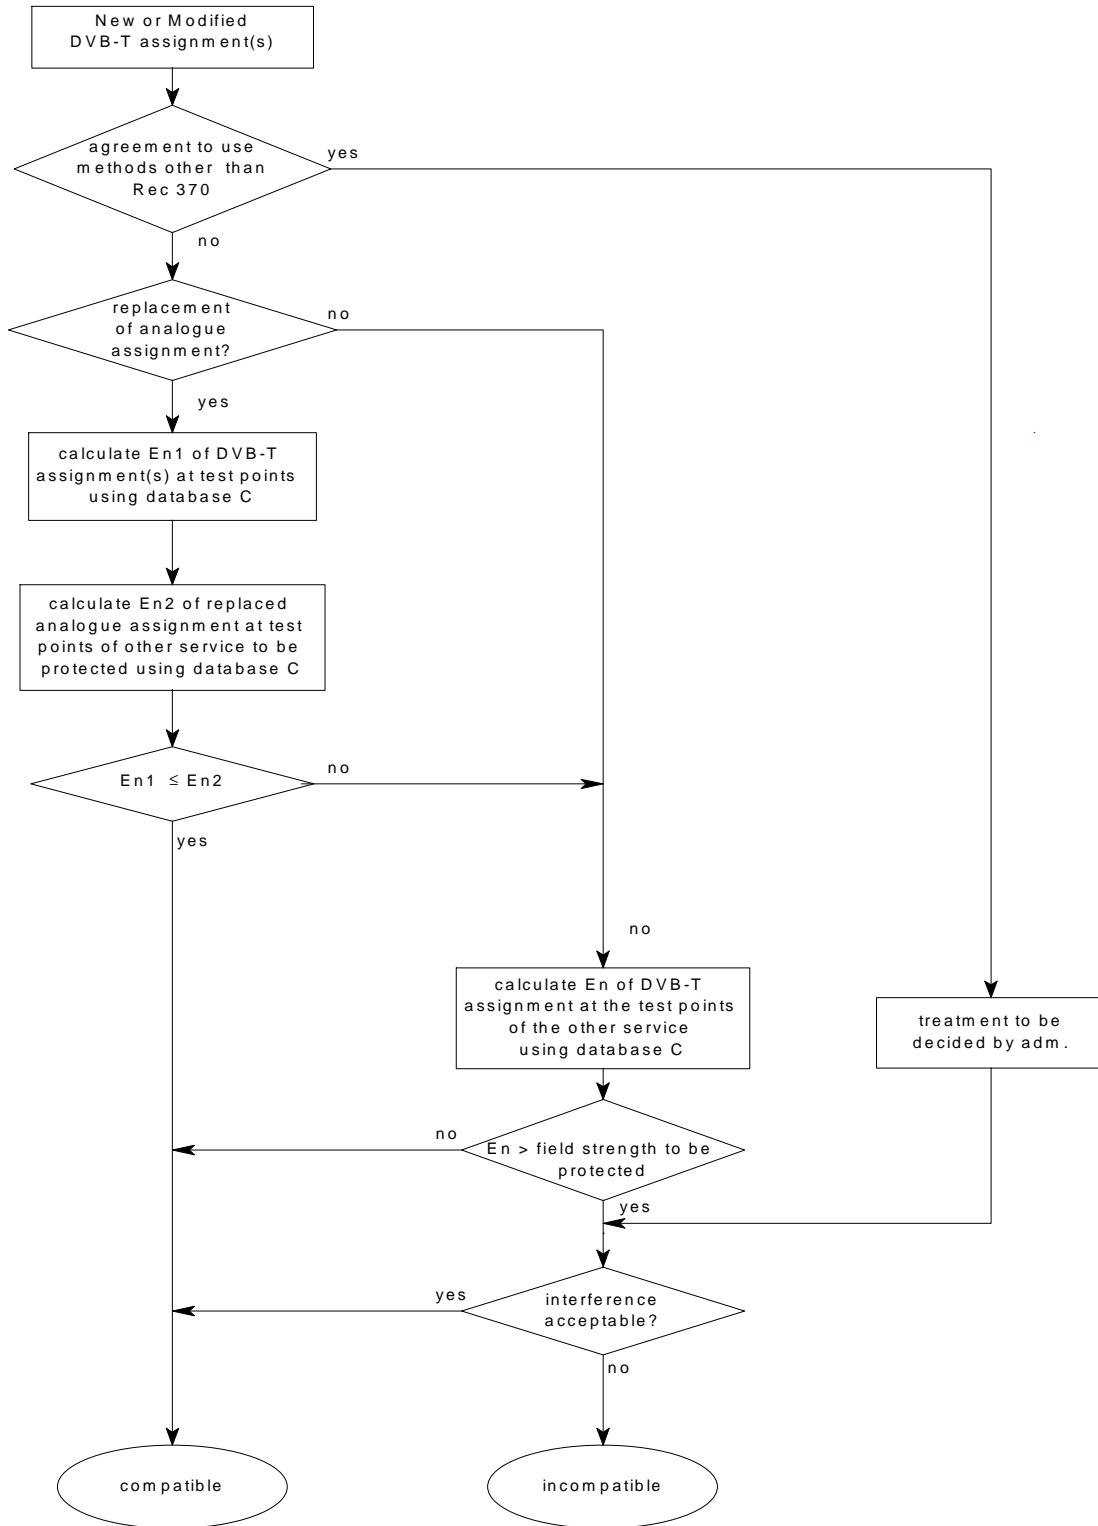 New or Modified
DVB-T assignment(s)
agreement to use
methods other than
Rec 370
yes
no
replacement
of analogue
assignment?
no
yes
calculate En1 of DVB-T
assignment(s) at test points
using database C
calculate En2 of replaced
analogue assignment at test
points of other service to be
protected using database C
En1 ≤ En2
no
yes
no
calculate En of DVB-T
assignment at the test points
of the other service
using database C
treatment to be
decided by adm.
no
En > field strength to be
protected
yes
yes
interference
acceptable?
no
compatible
incompatible